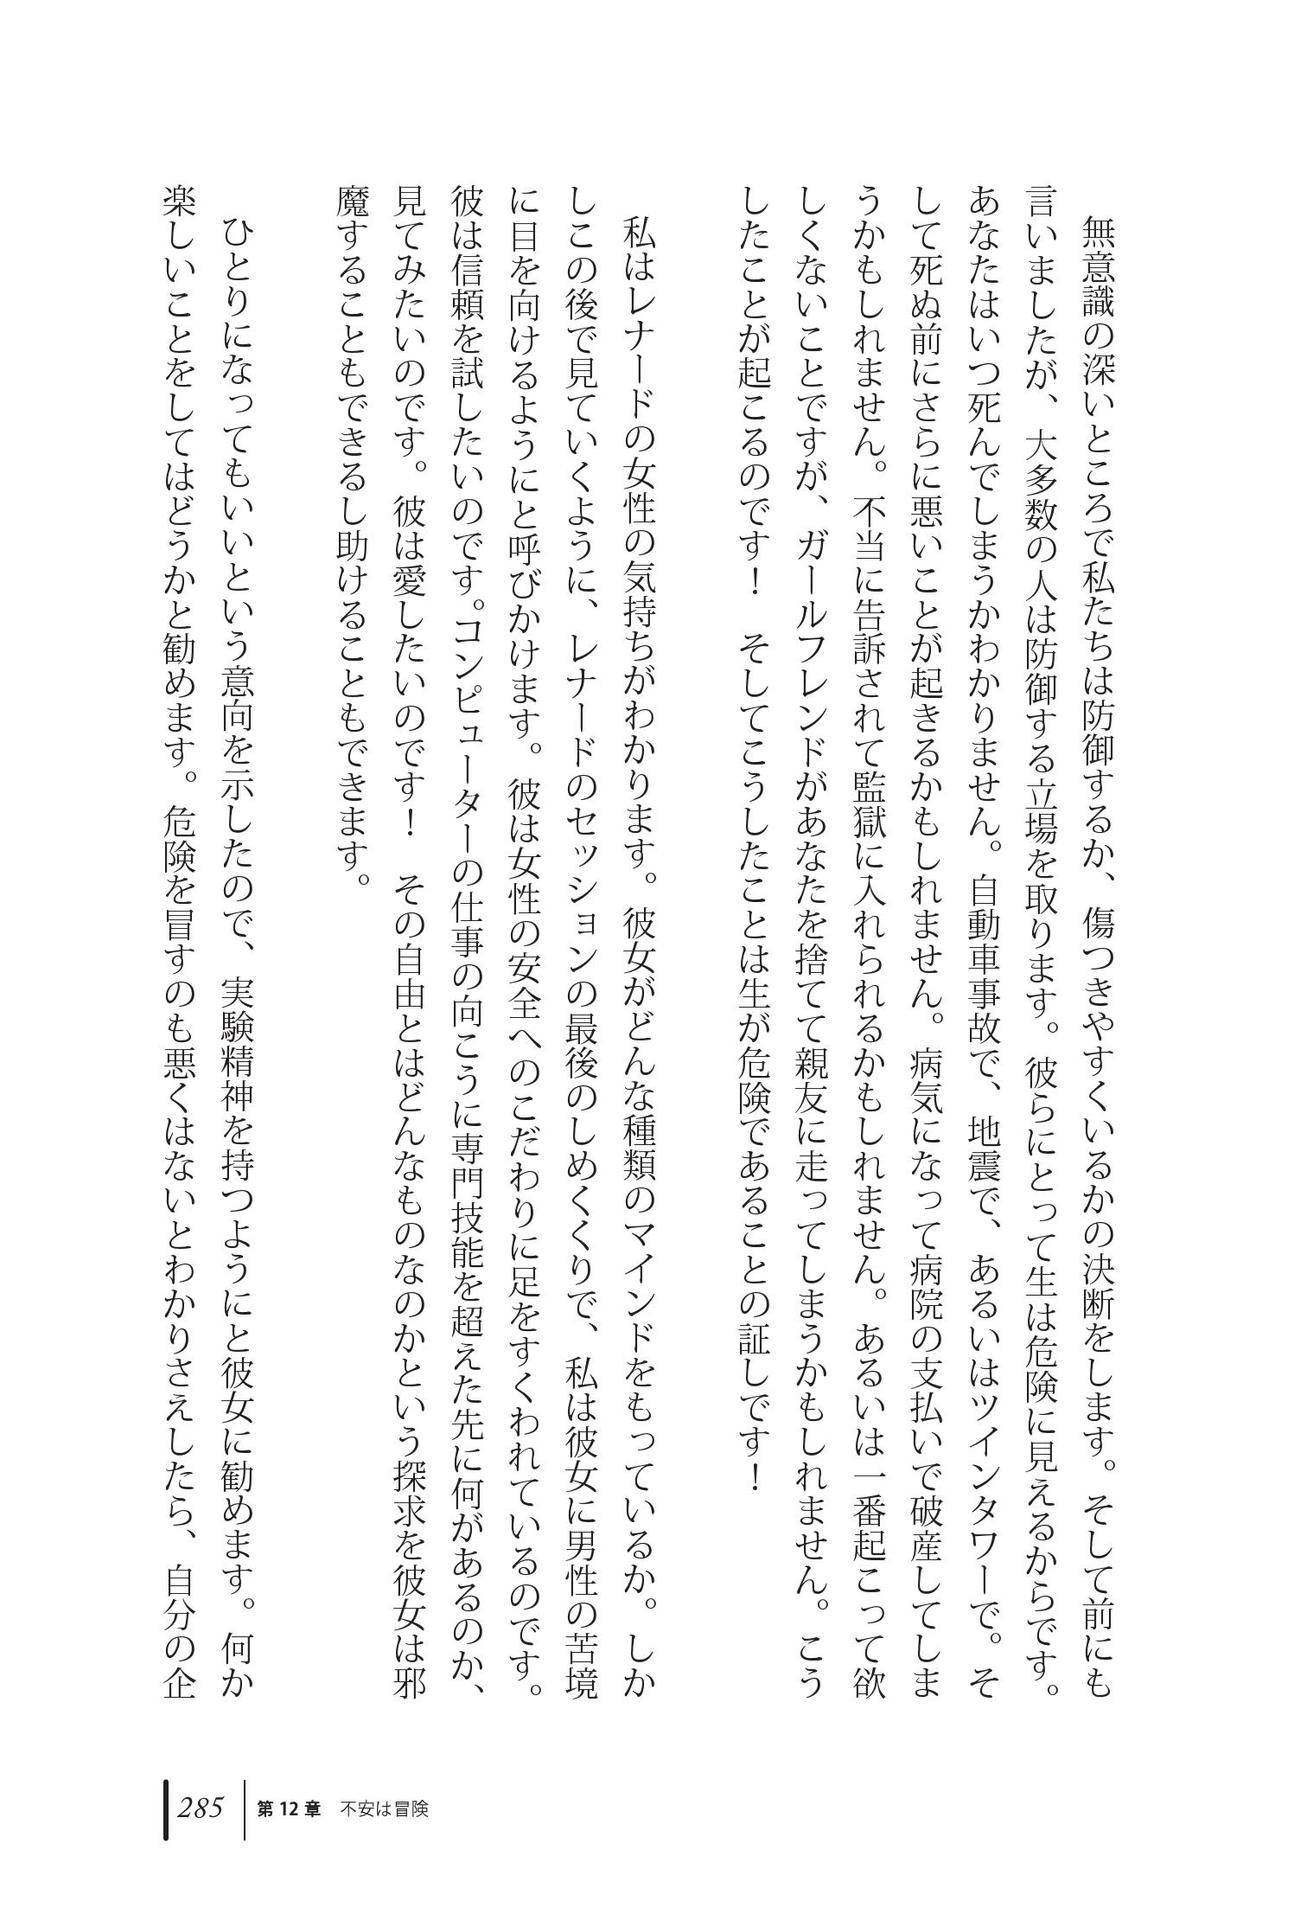 無意識の深いところで私たちは防御するか、傷つきやすくいるかの決断をします。そして前にも
言いましたが、大多数の人は防御する立場を取ります。彼らにとって生は危険に見えるからです。
あなたはいつ死んでしまうかわかりません。自動車事故で、地震で、あるいはツインタワーで。そ
して死ぬ前にさらに悪いことが起きるかもしれません。病気になって病院の支払いで破産してしま
うかもしれません。不当に告訴されて監獄に入れられるかもしれません。あるいは一番起こって欲
しくないことですが、ガールフレンドがあなたを捨てて親友に走ってしまうかもしれません。こう
したことが起こるのです！　そしてこうしたことは生が危険であることの証しです！
私はレナードの女性の気持ちがわかります。彼女がどんな種類のマインドをもっているか。しか
しこの後で見ていくように、レナードのセッションの最後のしめくくりで、私は彼女に男性の苦境
に目を向けるようにと呼びかけます。彼は女性の安全へのこだわりに足をすくわれているのです。
彼は信頼を試したいのです。コンピューターの仕事の向こうに専門技能を超えた先に何があるのか、
見てみたいのです。彼は愛したいのです！　その自由とはどんなものなのかという探求を彼女は邪
魔することもできるし助けることもできます。
ひとりになってもいいという意向を示したので、実験精神を持つようにと彼女に勧めます。何か
楽しいことをしてはどうかと勧めます。危険を冒すのも悪くはないとわかりさえしたら、自分の企
285 第12章　不安は冒険